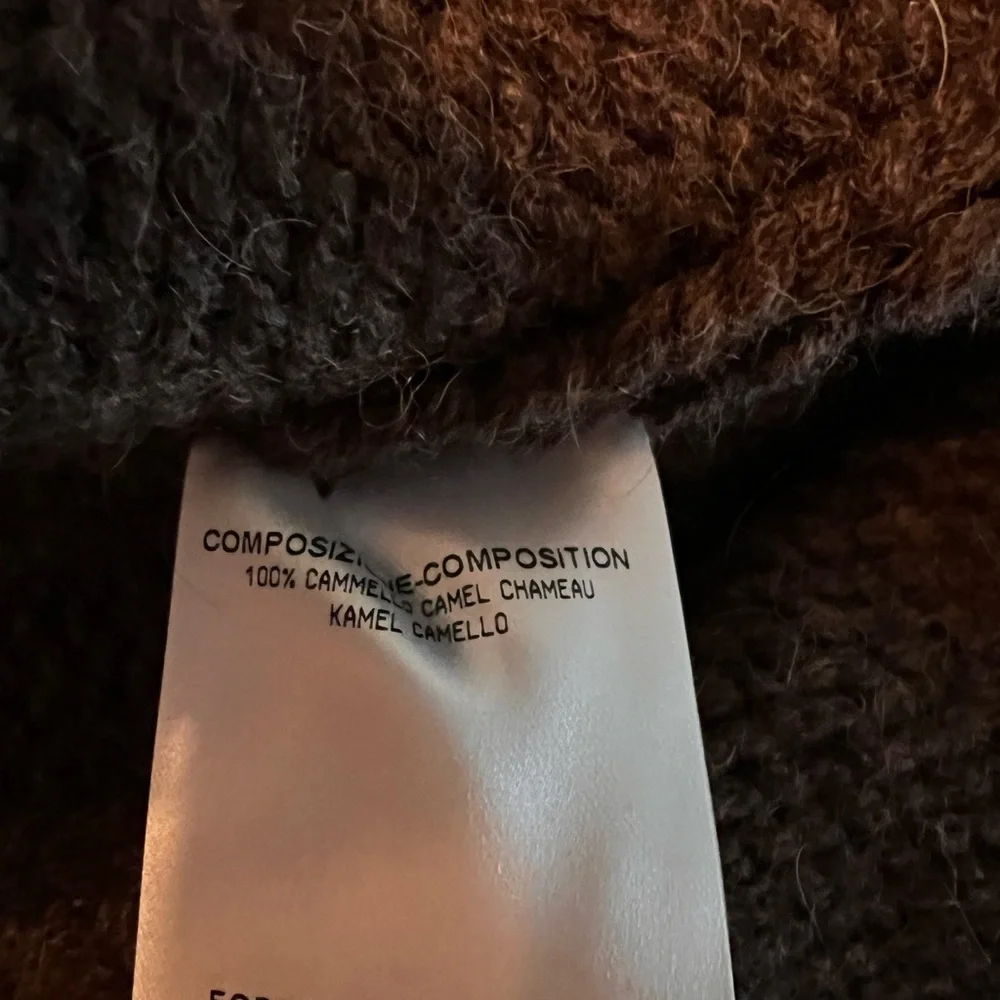 COMPOSIZIONE-COMPOSITION
100% CAMMELLO CAMEL CHAMEAU
KAMEL CAMELLO